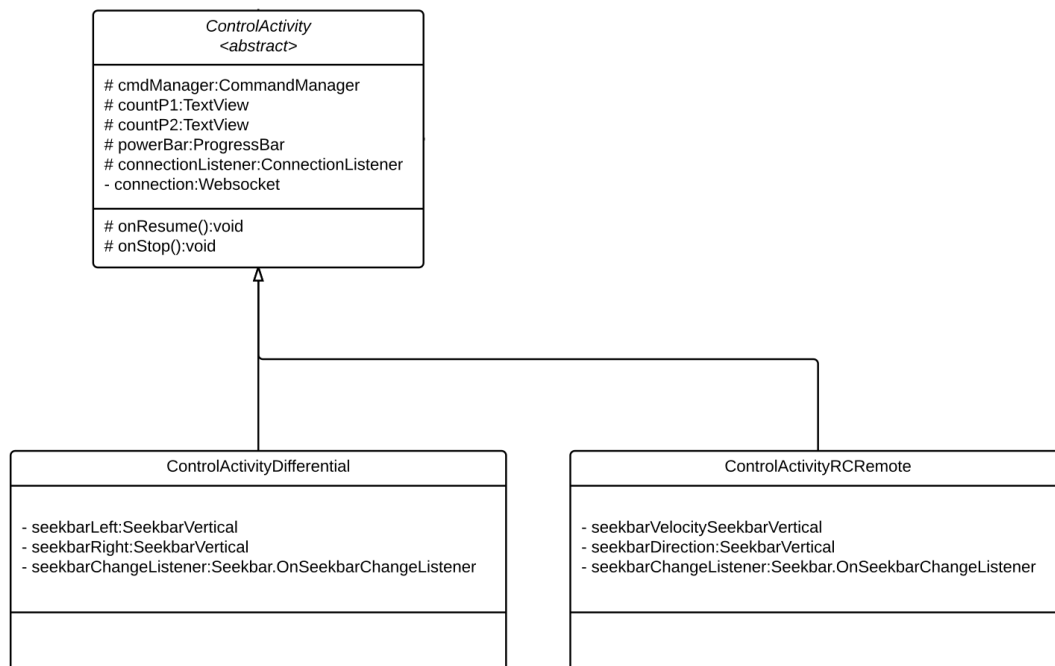 ControlActivity
<abstract>
# cmdManager:CommandManager
# countP1:TextView
# countP2:TextView
# powerBar:ProgressBar
# connectionListener:ConnectionListener
- connection:Websocket
# onResume():void
# onStop():void
ControlActivityDifferential
- seekbarLeft:SeekbarVertical
- seekbarRight:SeekbarVertical
- seekbarChangeListener:Seekbar.OnSeekbarChangeListener
ControlActivityRCRemote
- seekbarVelocitySeekbarVertical
- seekbarDirection:SeekbarVertical
- seekbarChangeListener:Seekbar.OnSeekbarChangeListener